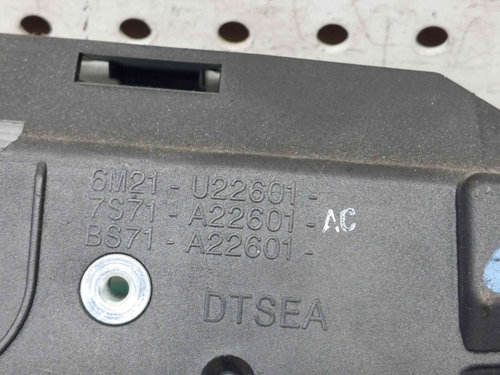 6M21 - U22601 -
7S71 - A22601 - AC
BS71 - A22601 -
DTSEA